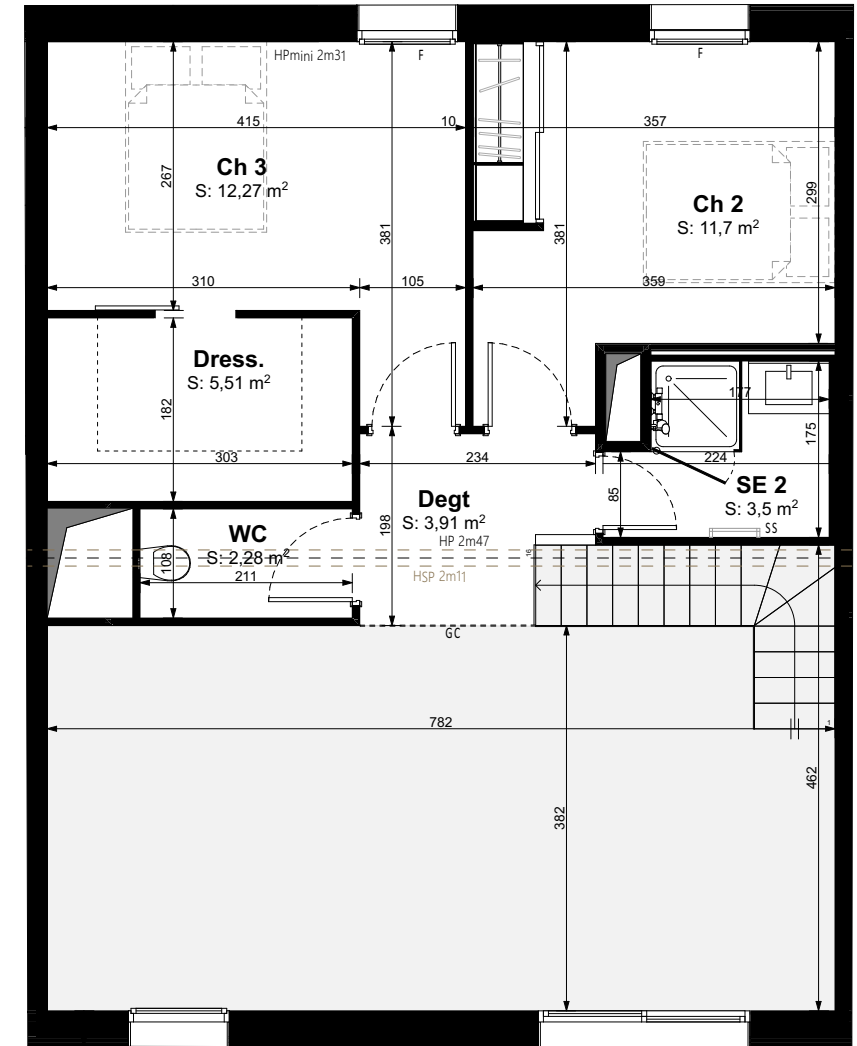 HPmini 2m31
F
F
415
10
357
267
Ch 3
S: 12,27 m²
381
381
299
Ch 2
S: 11,7 m²
310
105
359
Dress.
S: 5,51 m²
182
177
175
303
234
224
Degt
S: 3,91 m²
HP 2m47
85
SE 2
S: 3,5 m²
SS
WC
S: 2,28 m²
108
211
198
16
HSP 2m11
GC
782
1
462
382